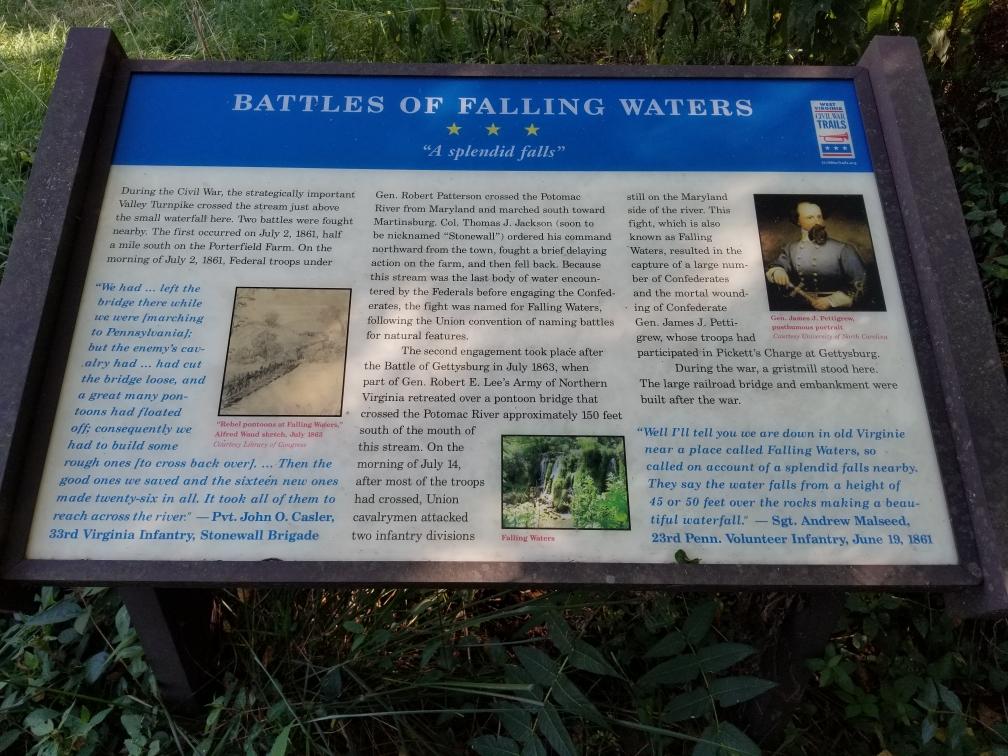 BATTLES OF FALLING WATERS
"A splendid falls"
WEST
VIRGINIA
CIVIL WAR
TRAILS
During the Civil War, the strategically important
Valley Turnpike crossed the stream just above
the small waterfall here. Two battles were fought
nearby. The first occurred on July 2, 1861, half
a mile south on the Porterfield Farm. On the
morning of July 2, 1861, Federal troops under
"We had ... left the
bridge there while
we were [marching
to Pennsylvania];
but the enemy's cav-
alry had ... had cut
the bridge loose, and
a great many pon-
toons had floated
off; consequently we
had to build some
rough ones [to cross back over]. ... Then the
good ones we saved and the sixteen new ones
made twenty-six in all. It took all of them to
reach across the river." — Pvt. John O. Casler,
33rd Virginia Infantry, Stonewall Brigade
"Rebel pontoons at Falling Waters,"
Alfred Waud sketch, July 1863
Courtesy Library of Congress
Gen. Robert Patterson crossed the Potomac
River from Maryland and marched south toward
Martinsburg. Col. Thomas J. Jackson (soon to
be nicknamed "Stonewall") ordered his command
northward from the town, fought a brief delaying
action on the farm, and then fell back. Because
this stream was the last body of water encoun-
tered by the Federals before engaging the Confed-
erates, the fight was named for Falling Waters,
following the Union convention of naming battles
for natural features.
The second engagement took place after
the Battle of Gettysburg in July 1863, when
part of Gen. Robert E. Lee's Army of Northern
Virginia retreated over a pontoon bridge that
crossed the Potomac River approximately 150 feet
south of the mouth of
this stream. On the
morning of July 14,
after most of the troops
had crossed, Union
cavalrymen attacked
two infantry divisions
Falling Waters
still on the Maryland
side of the river. This
fight, which is also
known as Falling
Waters, resulted in the
capture of a large num-
ber of Confederates
and the mortal wound-
ing of Confederate
Gen. James J. Petti-
grew, whose troops had
participated in Pickett's Charge at Gettysburg.
During the war, a gristmill stood here.
The large railroad bridge and embankment were
built after the war.
Gen. James J. Pettigrew,
posthumous portrait
Courtesy University of North Carolina
"Well I'll tell you we are down in old Virginie
near a place called Falling Waters, so
called on account of a splendid falls nearby.
They say the water falls from a height of
45 or 50 feet over the rocks making a beau-
tiful waterfall." — Sgt. Andrew Malseed,
23rd Penn. Volunteer Infantry, June 19, 1861